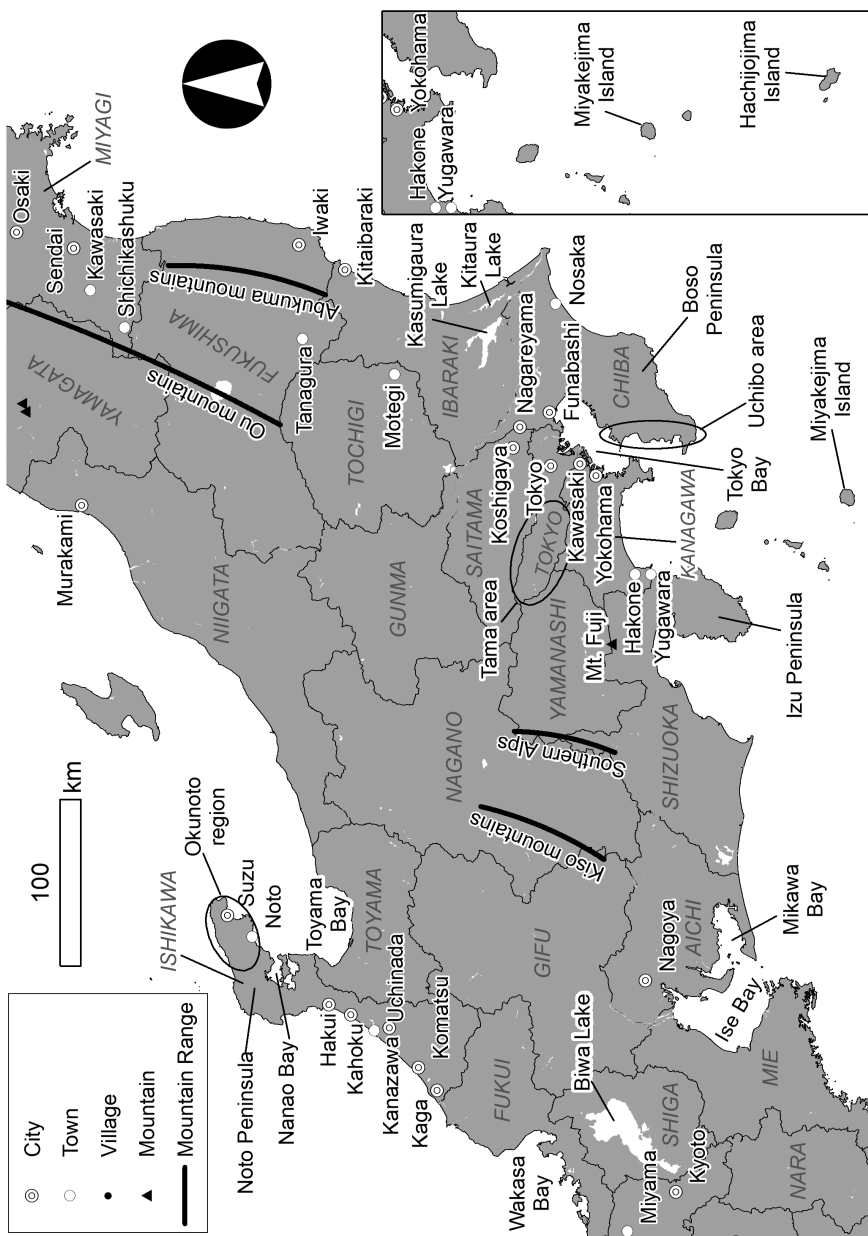 City
Town
Village
Mountain
Mountain Range
100
km
Okunoto
region
ISHIKAWA
Suzu
Noto
Noto Peninsula
Nanao Bay
Toyama
Bay
Hakui
Kahoku
Uchinada
Kanazawa
Komatsu
Kaga
TOYAMA
FUKUI
GIFU
Wakasa
Bay
Biwa Lake
SHIGA
Miyama
Kyoto
NARA
MIE
Ise Bay
Nagoya
AICHI
Mikawa
Bay
NAGANO
Kiso mountains
Southern Alps
SHIZUOKA
YAMANASHI
Mt. Fuji
Hakone
Yugawara
Izu Peninsula
Murakami
NIIGATA
GUNMA
SAITAMA
Tama area
TOKYO
Koshigaya
Tokyo
Kawasaki
Yokohama
KANAGAWA
Tokyo
Bay
Miyakejima
Island
Uchibo area
Boso
Peninsula
CHIBA
Nosaka
Funabashi
Nagareyama
Kasumigaura
Lake
Kitaura
Lake
IBARAKI
TOCHIGI
Motegi
Tanagura
Kitaibaraki
Iwaki
Abukuma mountains
FUKUSHIMA
Ou mountains
YAMAGATA
Shichikashuku
Kawasaki
Sendai
Osaki
MIYAGI
Yokohama
Hakone
Yugawara
Miyakejima
Island
Hachijojima
Island